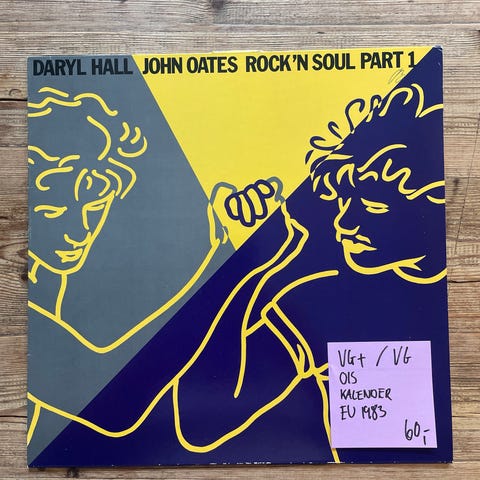 DARYL HALL JOHN OATES ROCK'N SOUL PART 1
VG+ / VG
OIS
KALENDER
EU 1983
60,-